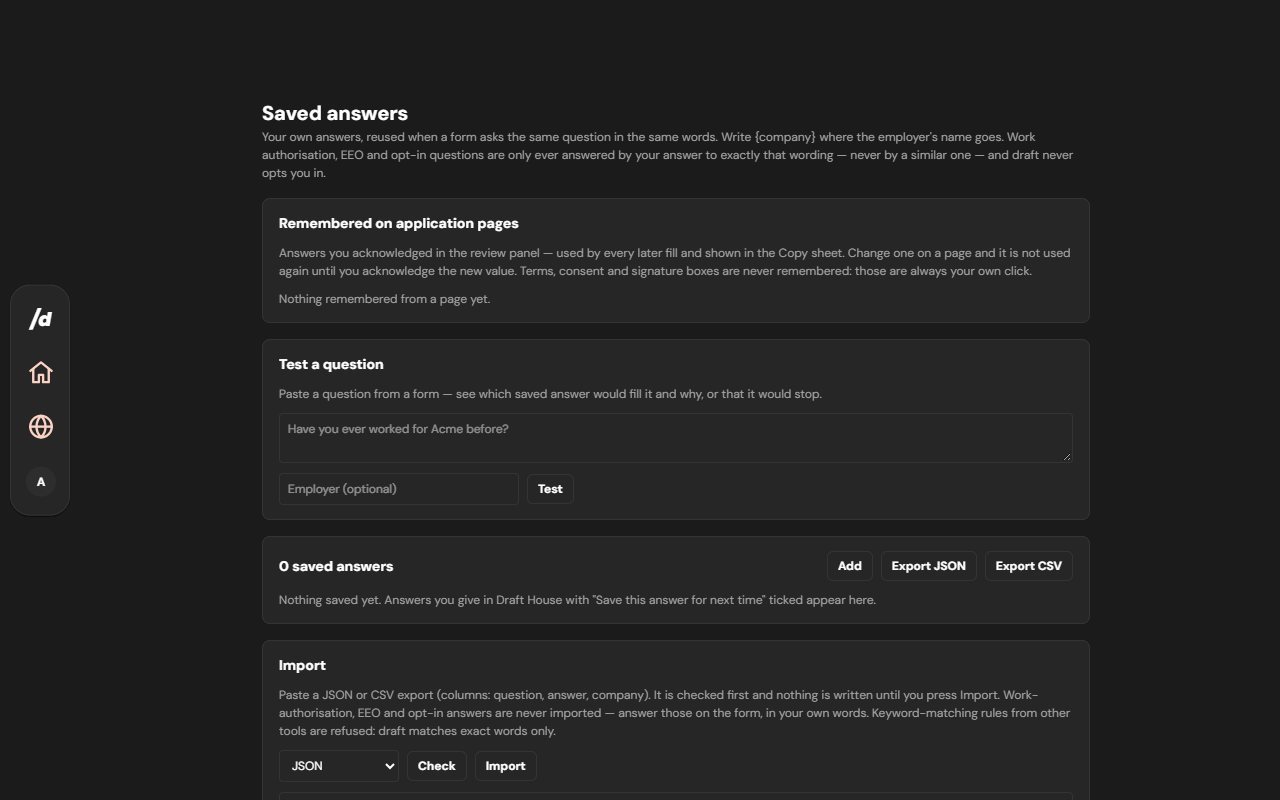 Saved answers
Your own answers, reused when a form asks the same question in the same words. Write {company} where the employer's name goes. Work
authorisation, EEO and opt-in questions are only ever answered by your answer to exactly that wording — never by a similar one — and draft never
opts you in.
Remembered on application pages
Answers you acknowledged in the review panel — used by every later fill and shown in the Copy sheet. Change one on a page and it is not used
again until you acknowledge the new value. Terms, consent and signature boxes are never remembered: those are always your own click.
Nothing remembered from a page yet.
/d
A
Test a question
Paste a question from a form — see which saved answer would fill it and why, or that it would stop.
Have you ever worked for Acme before?
Employer (optional)
Test
0 saved answers
Add
Export JSON
Export CSV
Nothing saved yet. Answers you give in Draft House with "Save this answer for next time" ticked appear here.
Import
Paste a JSON or CSV export (columns: question, answer, company). It is checked first and nothing is written until you press Import. Work-
authorisation, EEO and opt-in answers are never imported — answer those on the form, in your own words. Keyword-matching rules from other
tools are refused: draft matches exact words only.
JSON
Check
Import